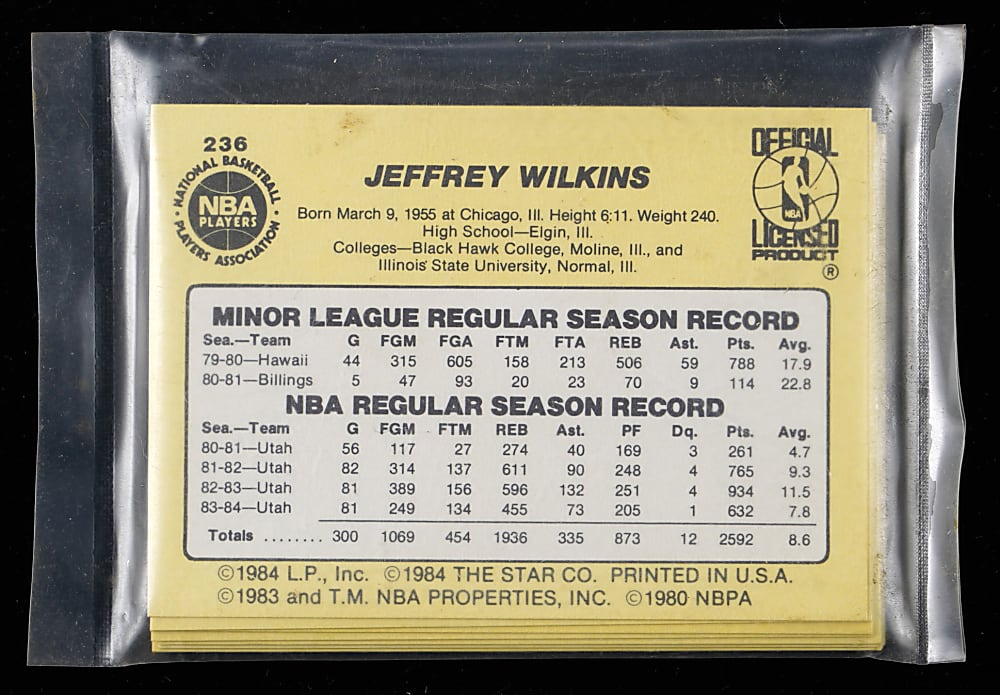 236
NATIONAL BASKETBALL
NBA
PLAYERS
PLAYERS ASSOCIATION
JEFFREY WILKINS
Born March 9, 1955 at Chicago, Ill. Height 6:11. Weight 240.
High School—Elgin, Ill.
Colleges—Black Hawk College, Moline, Ill., and
Illinois State University, Normal, Ill.
OFFICIAL
NBA
LICENSED
PRODUCT
®
MINOR LEAGUE REGULAR SEASON RECORD
Sea.—Team G FGM FGA FTM FTA REB Ast. Pts. Avg.
79-80—Hawaii 44 315 605 158 213 506 59 788 17.9
80-81—Billings 5 47 93 20 23 70 9 114 22.8
NBA REGULAR SEASON RECORD
Sea.—Team G FGM FTM REB Ast. PF Dq. Pts. Avg.
80-81—Utah 56 117 27 274 40 169 3 261 4.7
81-82—Utah 82 314 137 611 90 248 4 765 9.3
82-83—Utah 81 389 156 596 132 251 4 934 11.5
83-84—Utah 81 249 134 455 73 205 1 632 7.8
Totals ........ 300 1069 454 1936 335 873 12 2592 8.6
©1984 L.P., Inc. ©1984 THE STAR CO. PRINTED IN U.S.A.
©1983 and T.M. NBA PROPERTIES, INC. ©1980 NBPA